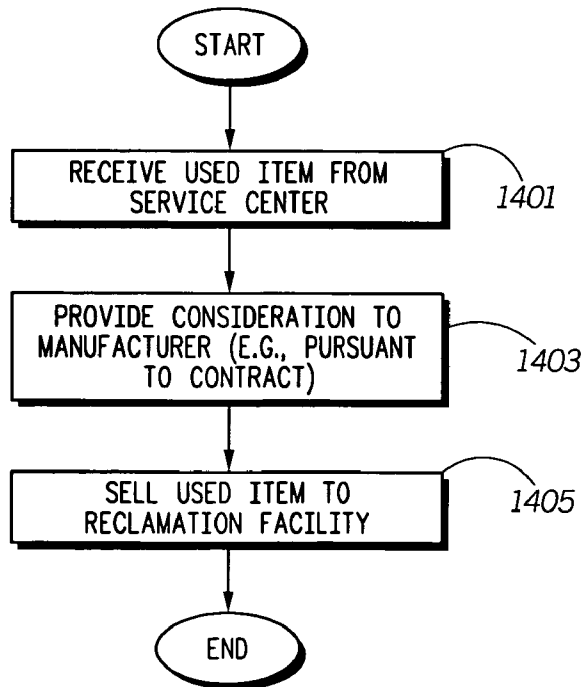 START
RECEIVE USED ITEM FROM
SERVICE CENTER
1401
PROVIDE CONSIDERATION TO
MANUFACTURER (E.G., PURSUANT
TO CONTRACT)
1403
SELL USED ITEM TO
RECLAMATION FACILITY
1405
END